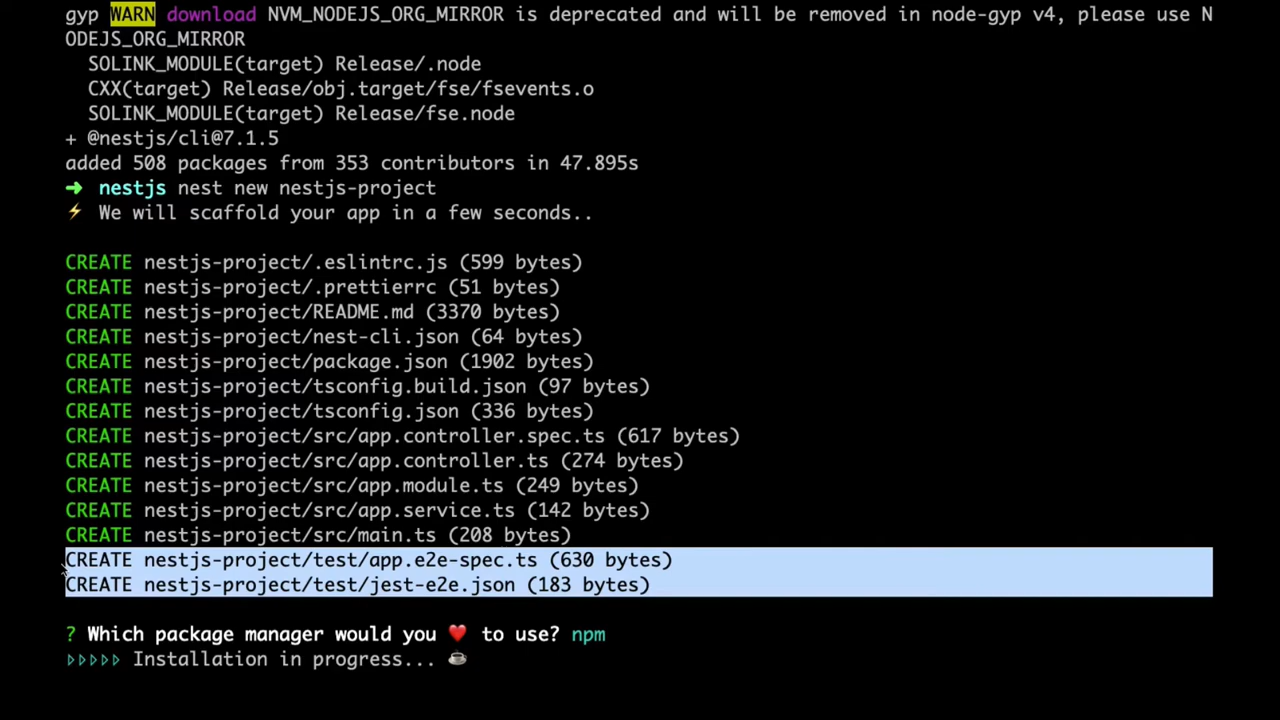 gyp WARN download NVM_NODEJS_ORG_MIRROR is deprecated and will be removed in node-gyp v4, please use N
ODEJS_ORG_MIRROR
SOLINK_MODULE(target) Release/.node
CXX(target) Release/obj.target/fse/fsevents.o
SOLINK_MODULE(target) Release/fse.node
+ @nestjs/cli@7.1.5
added 508 packages from 353 contributors in 47.895s
➜ nestjs nest new nestjs-project
⚡ We will scaffold your app in a few seconds..
CREATE nestjs-project/.eslintrc.js (599 bytes)
CREATE nestjs-project/.prettierrc (51 bytes)
CREATE nestjs-project/README.md (3370 bytes)
CREATE nestjs-project/nest-cli.json (64 bytes)
CREATE nestjs-project/package.json (1902 bytes)
CREATE nestjs-project/tsconfig.build.json (97 bytes)
CREATE nestjs-project/tsconfig.json (336 bytes)
CREATE nestjs-project/src/app.controller.spec.ts (617 bytes)
CREATE nestjs-project/src/app.controller.ts (274 bytes)
CREATE nestjs-project/src/app.module.ts (249 bytes)
CREATE nestjs-project/src/app.service.ts (142 bytes)
CREATE nestjs-project/src/main.ts (208 bytes)
CREATE nestjs-project/test/app.e2e-spec.ts (630 bytes)
CREATE nestjs-project/test/jest-e2e.json (183 bytes)
? Which package manager would you ❤️ to use? npm
▹▹▹▹▹ Installation in progress... ☕